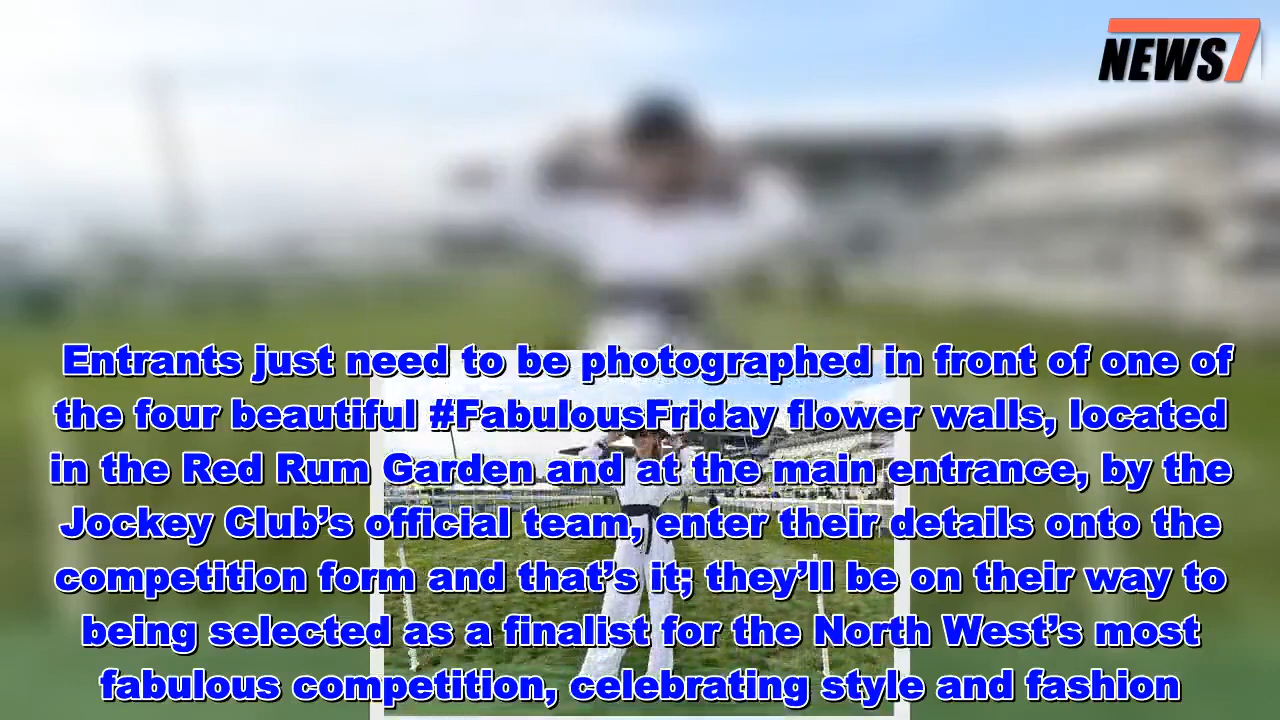 NEWS7
Entrants just need to be photographed in front of one of
the four beautiful #FabulousFriday flower walls, located
in the Red Rum Garden and at the main entrance, by the
Jockey Club’s official team, enter their details onto the
competition form and that’s it; they’ll be on their way to
being selected as a finalist for the North West’s most
fabulous competition, celebrating style and fashion